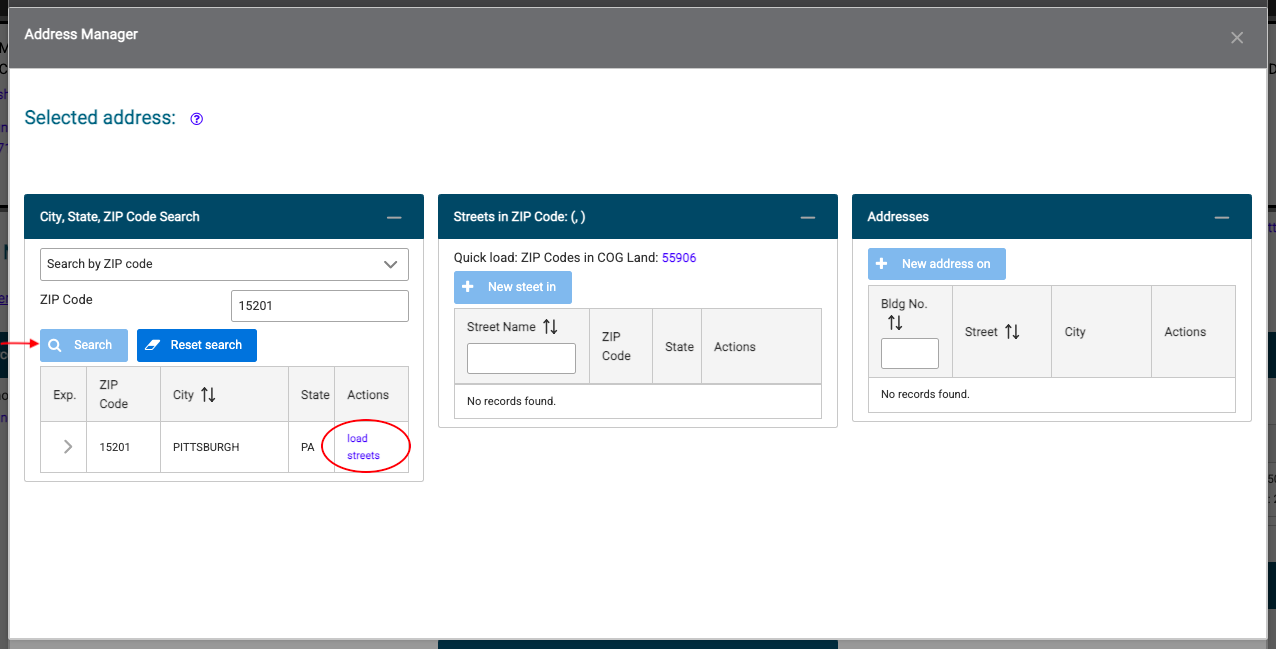 Address Manager
Selected address:
City, State, ZIP Code Search
Search by ZIP code
ZIP Code
15201
Search
Reset search
Exp.
ZIP
Code
City
State
Actions
15201
PITTSBURGH
PA
load
streets
Streets in ZIP Code: (, )
Quick load: ZIP Codes in COG Land: 55906
New steet in
Street Name
ZIP
Code
State
Actions
No records found.
Addresses
New address on
Bldg No.
Street
City
Actions
No records found.